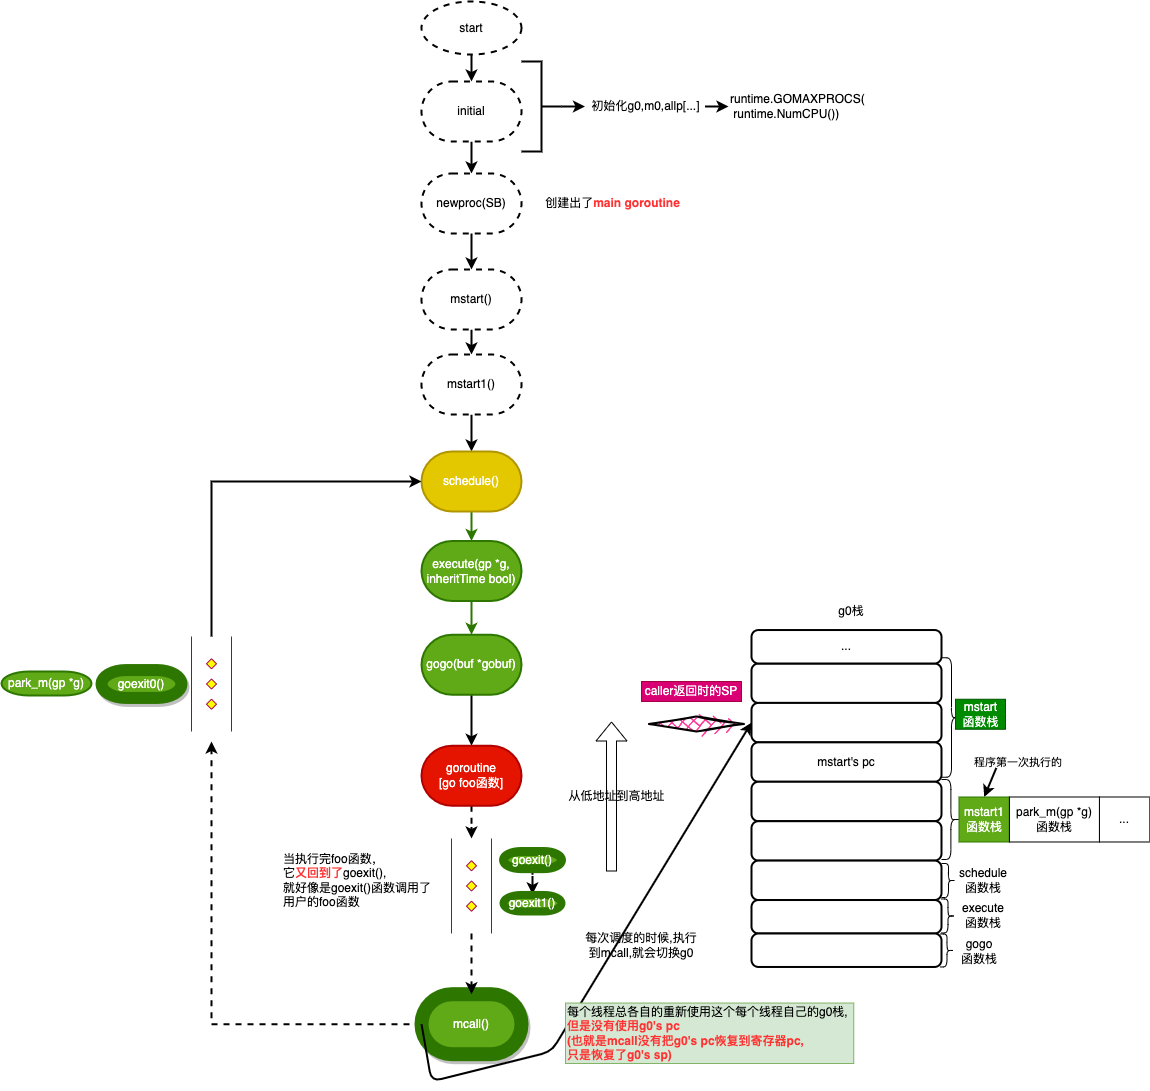 start
initial
初始化g0,m0,allp[...]
runtime.GOMAXPROCS(
runtime.NumCPU())
newproc(SB)
创建出了main goroutine
mstart()
mstart1()
schedule()
execute(gp *g,
inheritTime bool)
gogo(buf *gobuf)
park_m(gp *g)
goexit0()
goroutine
[go foo函数]
当执行完foo函数,
它又回到了goexit(),
就好像是goexit()函数调用了
用户的foo函数
goexit()
goexit1()
mcall()
g0栈
...
caller返回时的SP
mstart
函数栈
mstart's pc
从低地址到高地址
程序第一次执行的
mstart1
函数栈
park_m(gp *g)
函数栈
...
schedule
函数栈
execute
函数栈
gogo
函数栈
每次调度的时候,执行
到mcall,就会切换g0
每个线程总各自的重新使用这个每个线程自己的g0栈,
但是没有使用g0's pc
(也就是mcall没有把g0's pc恢复到寄存器pc,
只是恢复了g0's sp)